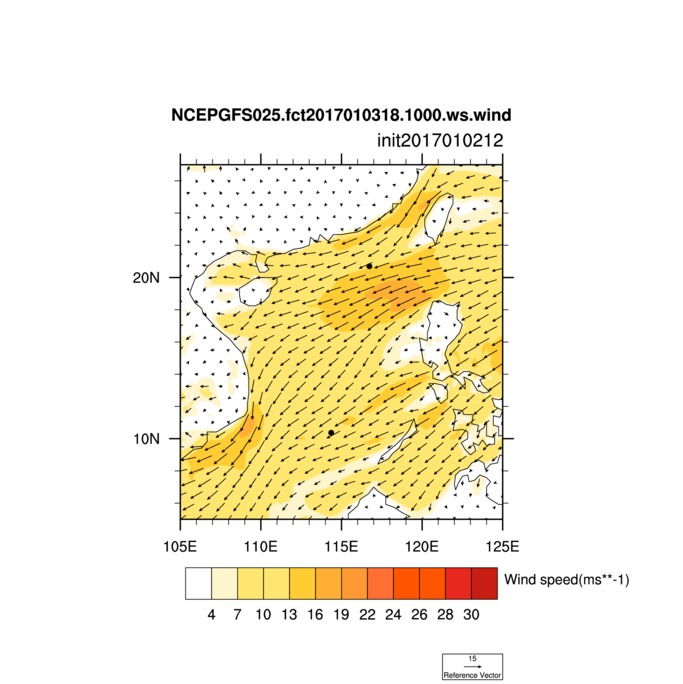 NCEPGFS025.fct2017010318.1000.ws.wind
init2017010212
20N
10N
105E 110E 115E 120E 125E
Wind speed(ms**-1)
4 7 10 13 16 19 22 24 26 28 30
15
Reference Vector